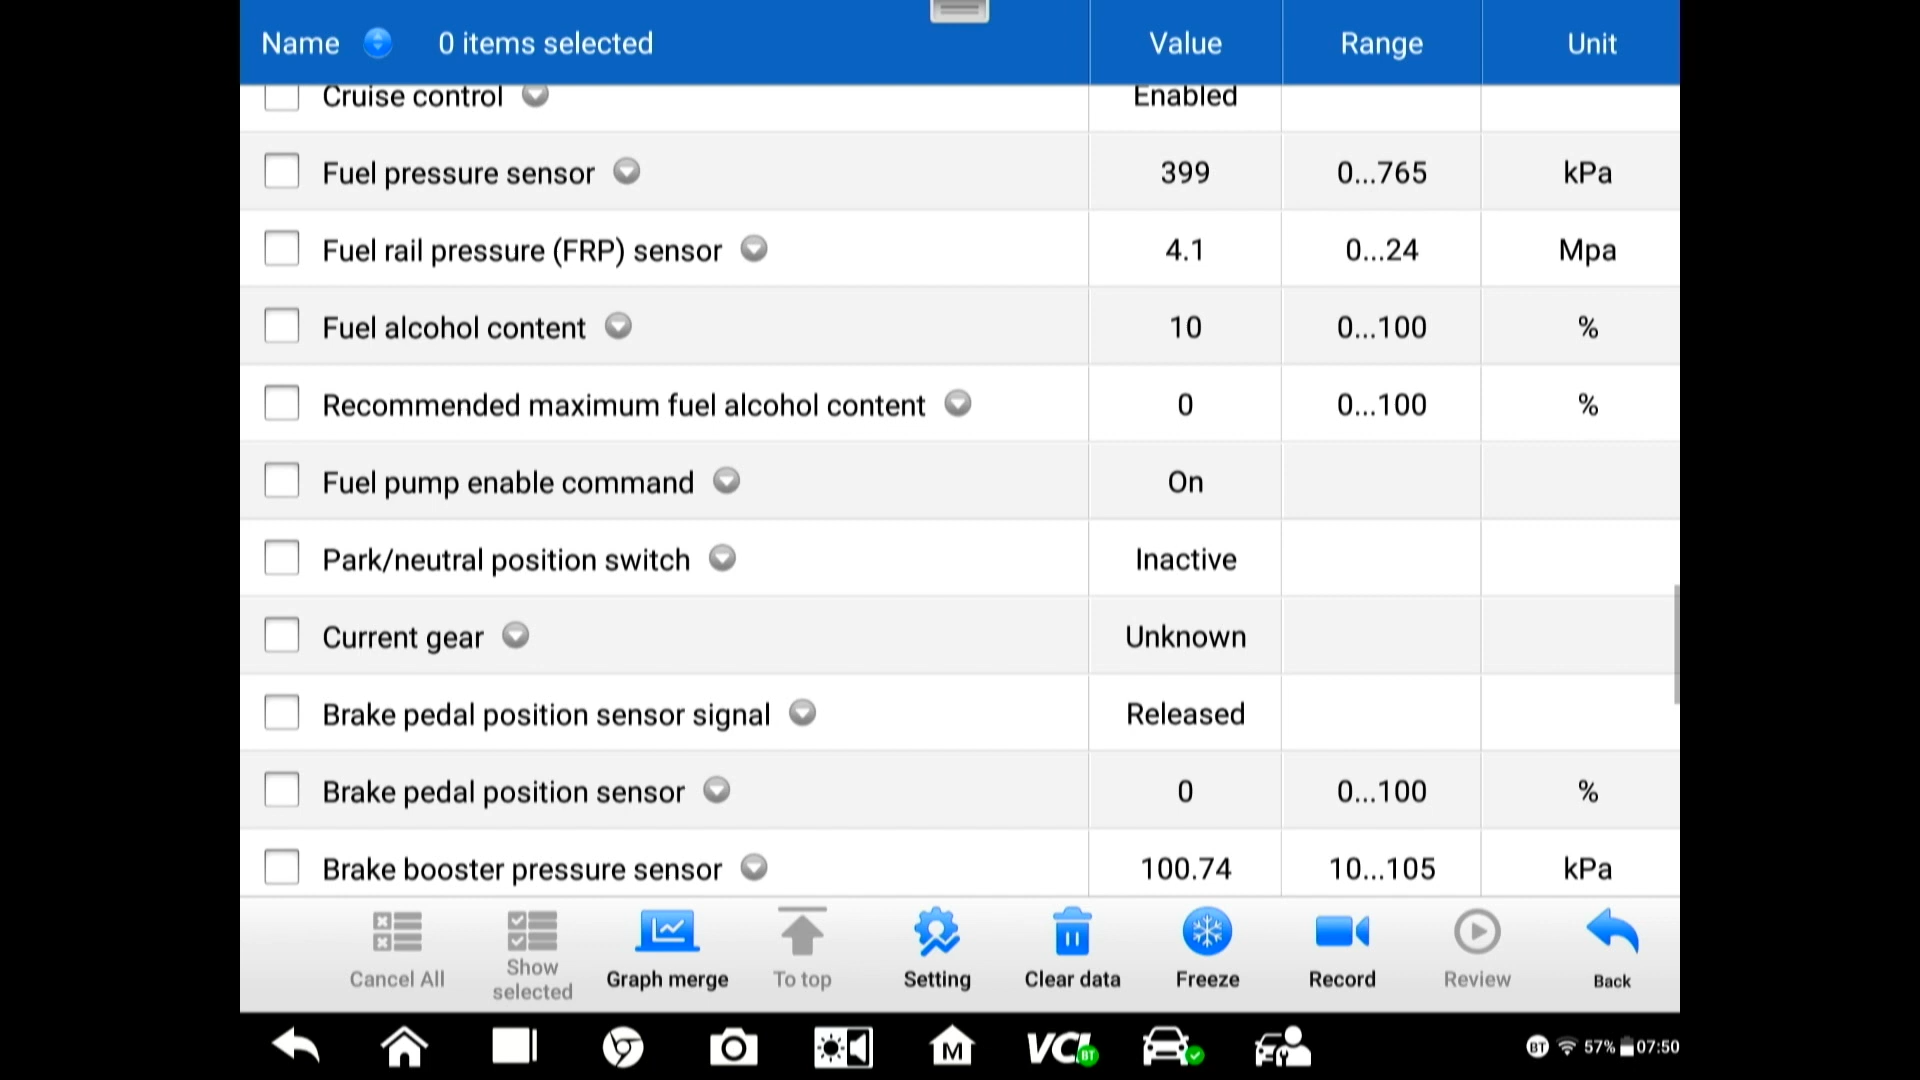 Name 0 items selected Value Range Unit
Cruise control Enabled
Fuel pressure sensor 399 0...765 kPa
Fuel rail pressure (FRP) sensor 4.1 0...24 Mpa
Fuel alcohol content 10 0...100 %
Recommended maximum fuel alcohol content 0 0...100 %
Fuel pump enable command On
Park/neutral position switch Inactive
Current gear Unknown
Brake pedal position sensor signal Released
Brake pedal position sensor 0 0...100 %
Brake booster pressure sensor 100.74 10...105 kPa
Cancel All Show selected Graph merge To top Setting Clear data Freeze Record Review Back
M VCI BT BT 57% 07:50